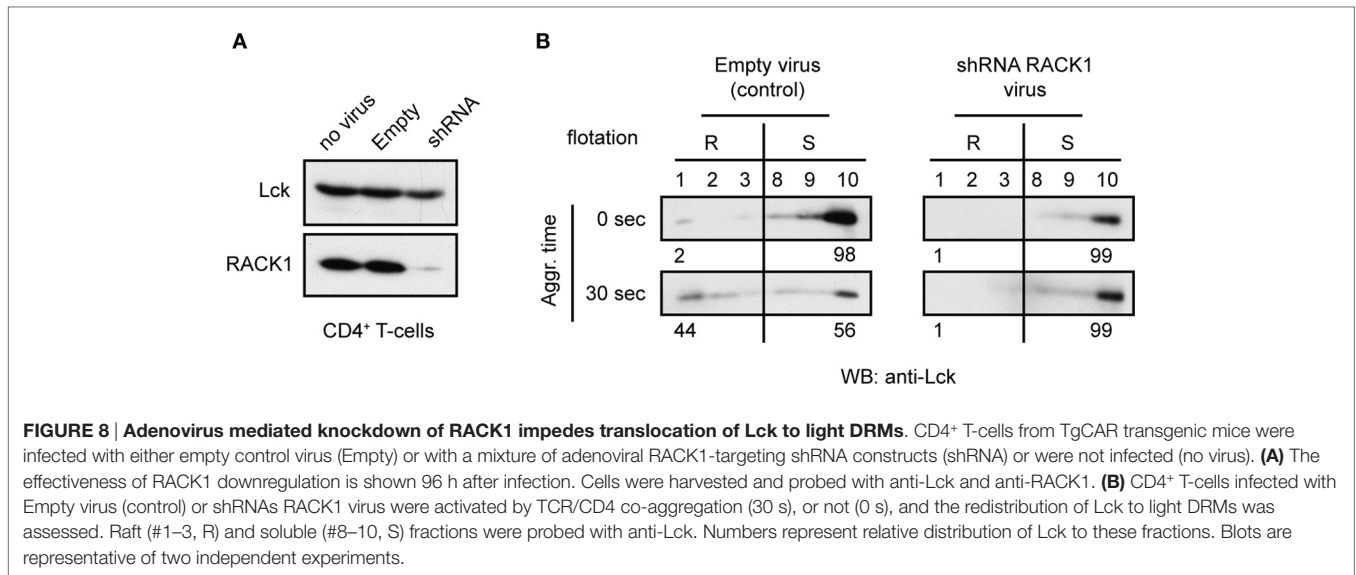 A
no virus
Empty
shRNA
Lck
RACK1
CD4⁺ T-cells
B
Empty virus
(control)
shRNA RACK1
virus
flotation
R S R S
1 2 3 8 9 10 1 2 3 8 9 10
Aggr. time
0 sec
2 98 1 99
30 sec
44 56 1 99
WB: anti-Lck
FIGURE 8 | Adenovirus mediated knockdown of RACK1 impedes translocation of Lck to light DRMs. CD4⁺ T-cells from TgCAR transgenic mice were
infected with either empty control virus (Empty) or with a mixture of adenoviral RACK1-targeting shRNA constructs (shRNA) or were not infected (no virus). (A) The
effectiveness of RACK1 downregulation is shown 96 h after infection. Cells were harvested and probed with anti-Lck and anti-RACK1. (B) CD4⁺ T-cells infected with
Empty virus (control) or shRNAs RACK1 virus were activated by TCR/CD4 co-aggregation (30 s), or not (0 s), and the redistribution of Lck to light DRMs was
assessed. Raft (#1–3, R) and soluble (#8–10, S) fractions were probed with anti-Lck. Numbers represent relative distribution of Lck to these fractions. Blots are
representative of two independent experiments.